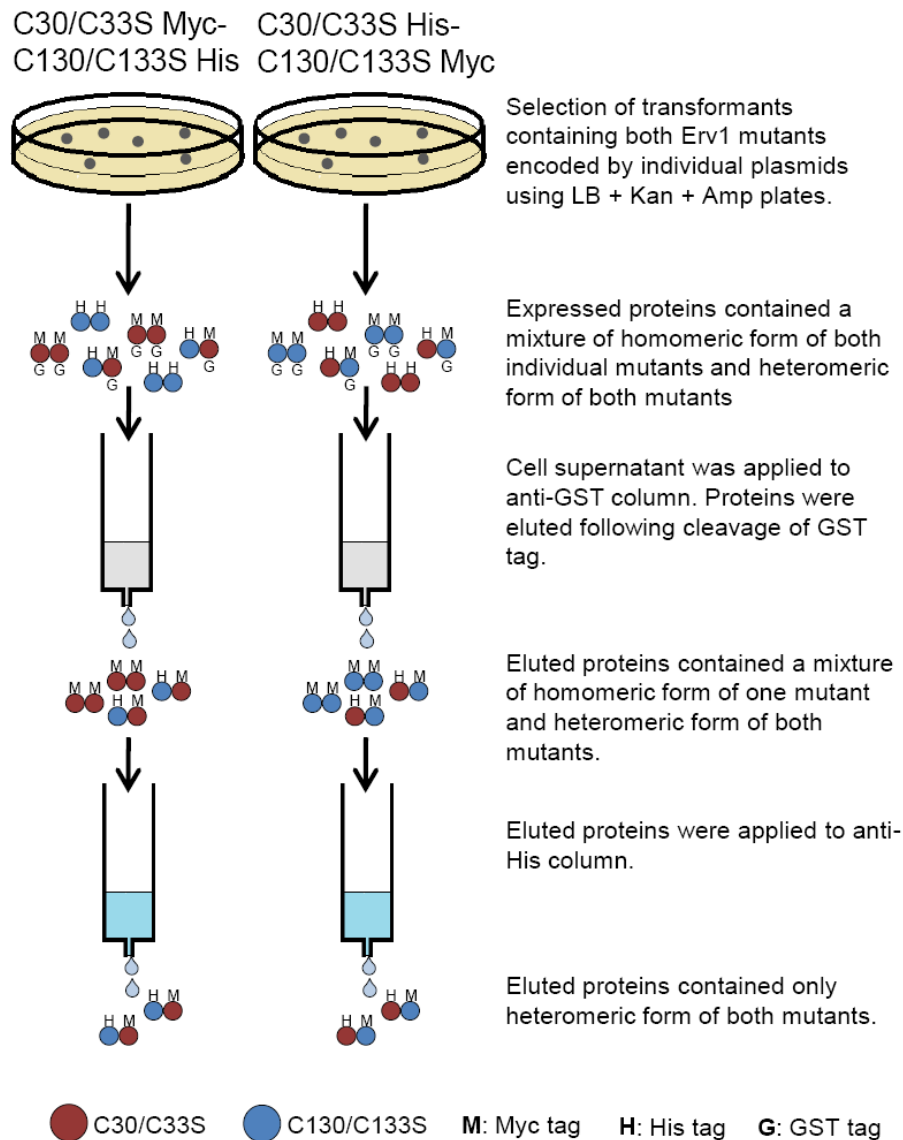 C30/C33S Myc-
C130/C133S His
C30/C33S His-
C130/C133S Myc
Selection of transformants
containing both Erv1 mutants
encoded by individual plasmids
using LB + Kan + Amp plates.
H H
M M
G G
M M
G G
H M
G
H M
G
H H
H H
M M
G G
M M
H M
G
H M
G
H H
Expressed proteins contained a
mixture of homomeric form of both
individual mutants and heteromeric
form of both mutants
Cell supernatant was applied to
anti-GST column. Proteins were
eluted following cleavage of GST
tag.
M M
M M
H M
H M
M M
M M
H M
H M
Eluted proteins contained a mixture
of homomeric form of one mutant
and heteromeric form of both
mutants.
Eluted proteins were applied to anti-
His column.
H M
H M
H M
H M
Eluted proteins contained only
heteromeric form of both mutants.
C30/C33S C130/C133S M: Myc tag H: His tag G: GST tag